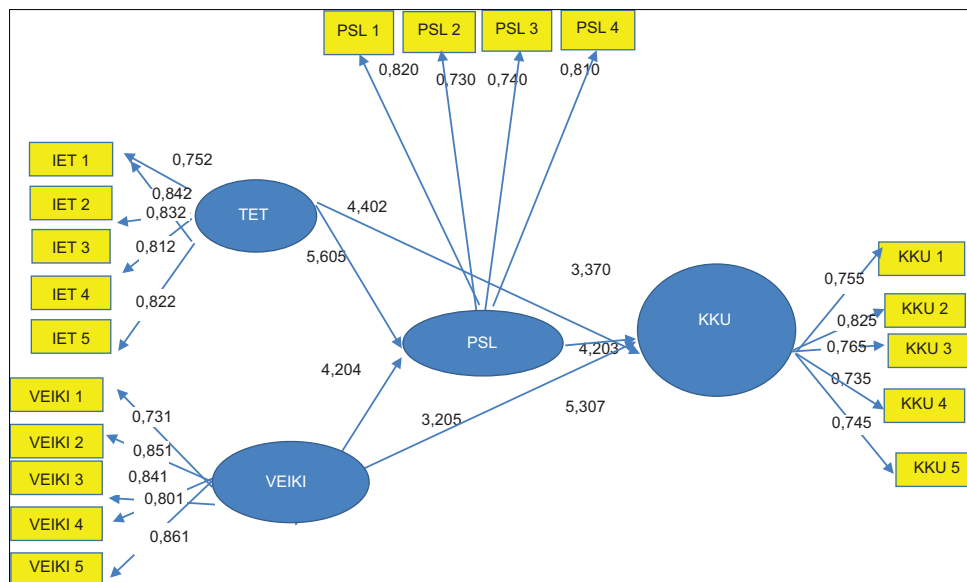 PSL 1
PSL 2
PSL 3
PSL 4
0,820
0,730
0,740
0,810
IET 1
IET 2
IET 3
IET 4
IET 5
0,752
0,842
0,832
0,812
0,822
TET
4,402
5,605
3,370
PSL
4,203
KKU
KKU 1
KKU 2
KKU 3
KKU 4
KKU 5
0,755
0,825
0,765
0,735
0,745
4,204
3,205
5,307
VEIKI 1
VEIKI 2
VEIKI 3
VEIKI 4
VEIKI 5
0,731
0,851
0,841
0,801
0,861
VEIKI